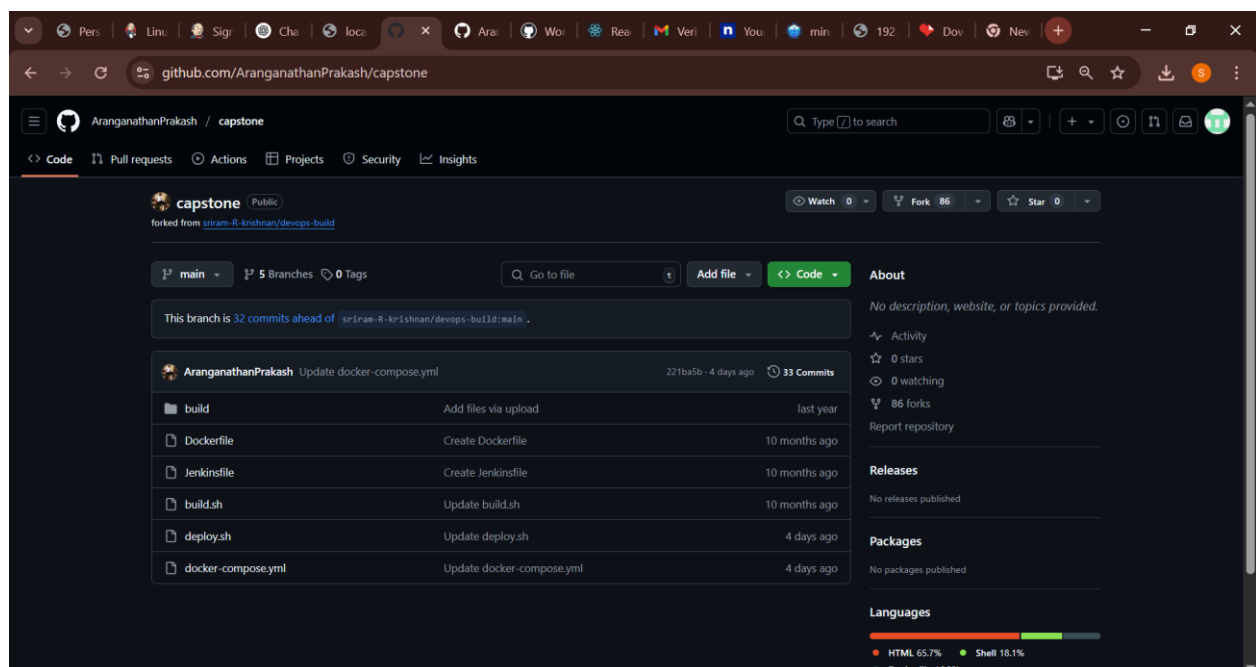 Pers Linu Sigr Cha loca Arai Wor Rea Veri You min 192. Dov New
github.com/AranganathanPrakash/capstone
AranganathanPrakash / capstone Type / to search
Code Pull requests Actions Projects Security Insights
capstone Public Watch 0 Fork 86 Star 0
forked from sriram-R-krishnan/devops-build
main 5 Branches 0 Tags Go to file t Add file Code
This branch is 32 commits ahead of sriram-R-krishnan/devops-build:main .
AranganathanPrakash Update docker-compose.yml 221ba5b · 4 days ago 33 Commits
build Add files via upload last year
Dockerfile Create Dockerfile 10 months ago
Jenkinsfile Create Jenkinsfile 10 months ago
build.sh Update build.sh 10 months ago
deploy.sh Update deploy.sh 4 days ago
docker-compose.yml Update docker-compose.yml 4 days ago
About
No description, website, or topics provided.
Activity
0 stars
0 watching
86 forks
Report repository
Releases
No releases published
Packages
No packages published
Languages
HTML 65.7% Shell 18.1%